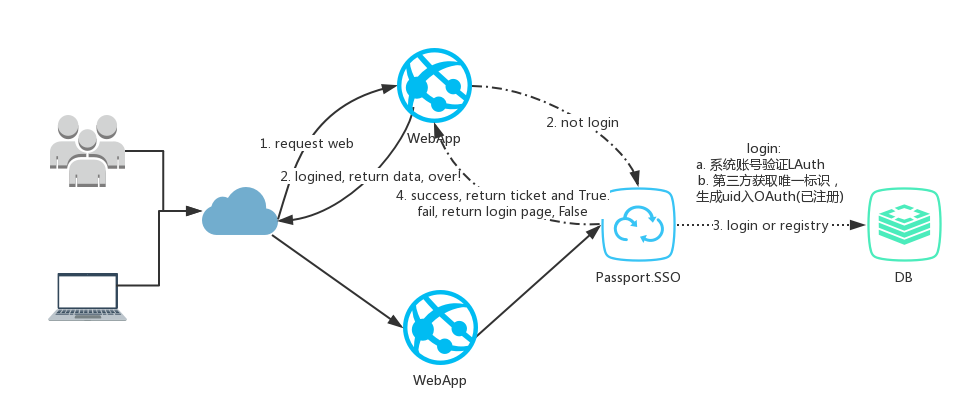 1. request web
WebApp
2. logined, return data, over!
2. not login
4. success, return ticket and True.
fail, return login page, False
login:
a. 系统账号验证LAuth
b. 第三方获取唯一标识，
生成uid入OAuth(已注册)
3. login or registry
Passport.SSO
DB
WebApp